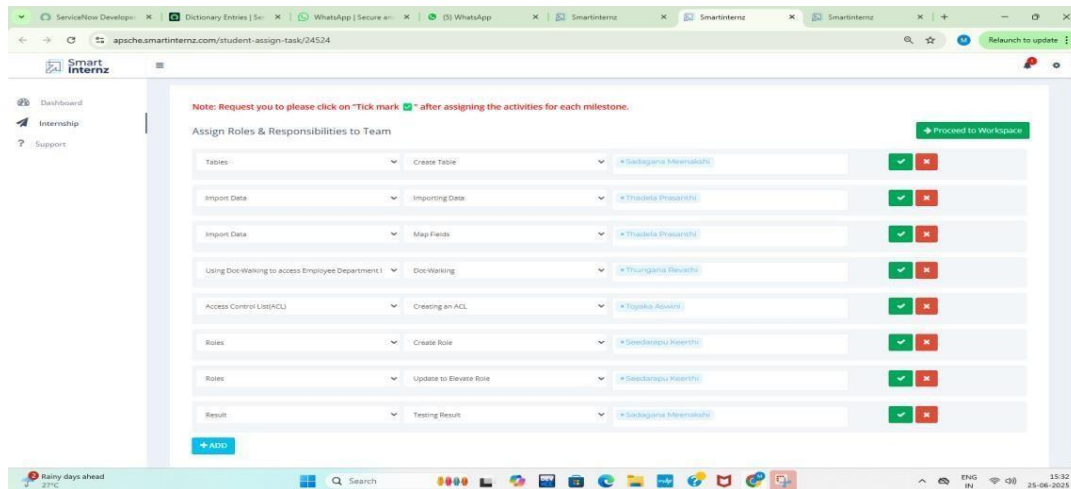 ServiceNow Develop
Dictionary Entries | Se
WhatsApp | Secure an
(3) WhatsApp
Smartinternz
Smartinternz
Smartinternz
apsche.smartinternz.com/student-assign-task/24524
Relaunch to update
Smart
Internz
Dashboard
Internship
Support
Note: Request you to please click on "Tick mark ✅" after assigning the activities for each milestone.
Assign Roles & Responsibilities to Team
Proceed to Workspace
Tables Create Table × Sadagana Meenakshi
Import Data Importing Data × Thadela Prasanthi
Import Data Map Fields × Thadela Prasanthi
Using Dot-Walking to access Employee Department Dot-Walking × Thungana Revathi
Access Control List(ACL) Creating an ACL × Toyaka Aswini
Roles Create Role × Seedarapu Keerthi
Roles Update to Elevate Role × Seedarapu Keerthi
Result Testing Result × Sadagana Meenakshi
+ ADD
Rainy days ahead
27°C
Search
ENG
IN
15:32
25-06-2025